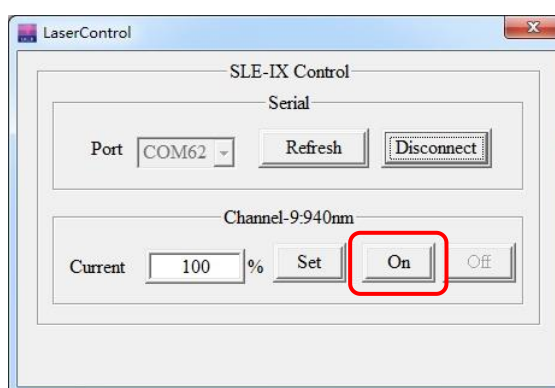 LaserControl
SLE-IX Control
Serial
Port COM62 Refresh Disconnect
Channel-9:940nm
Current 100 % Set On Off